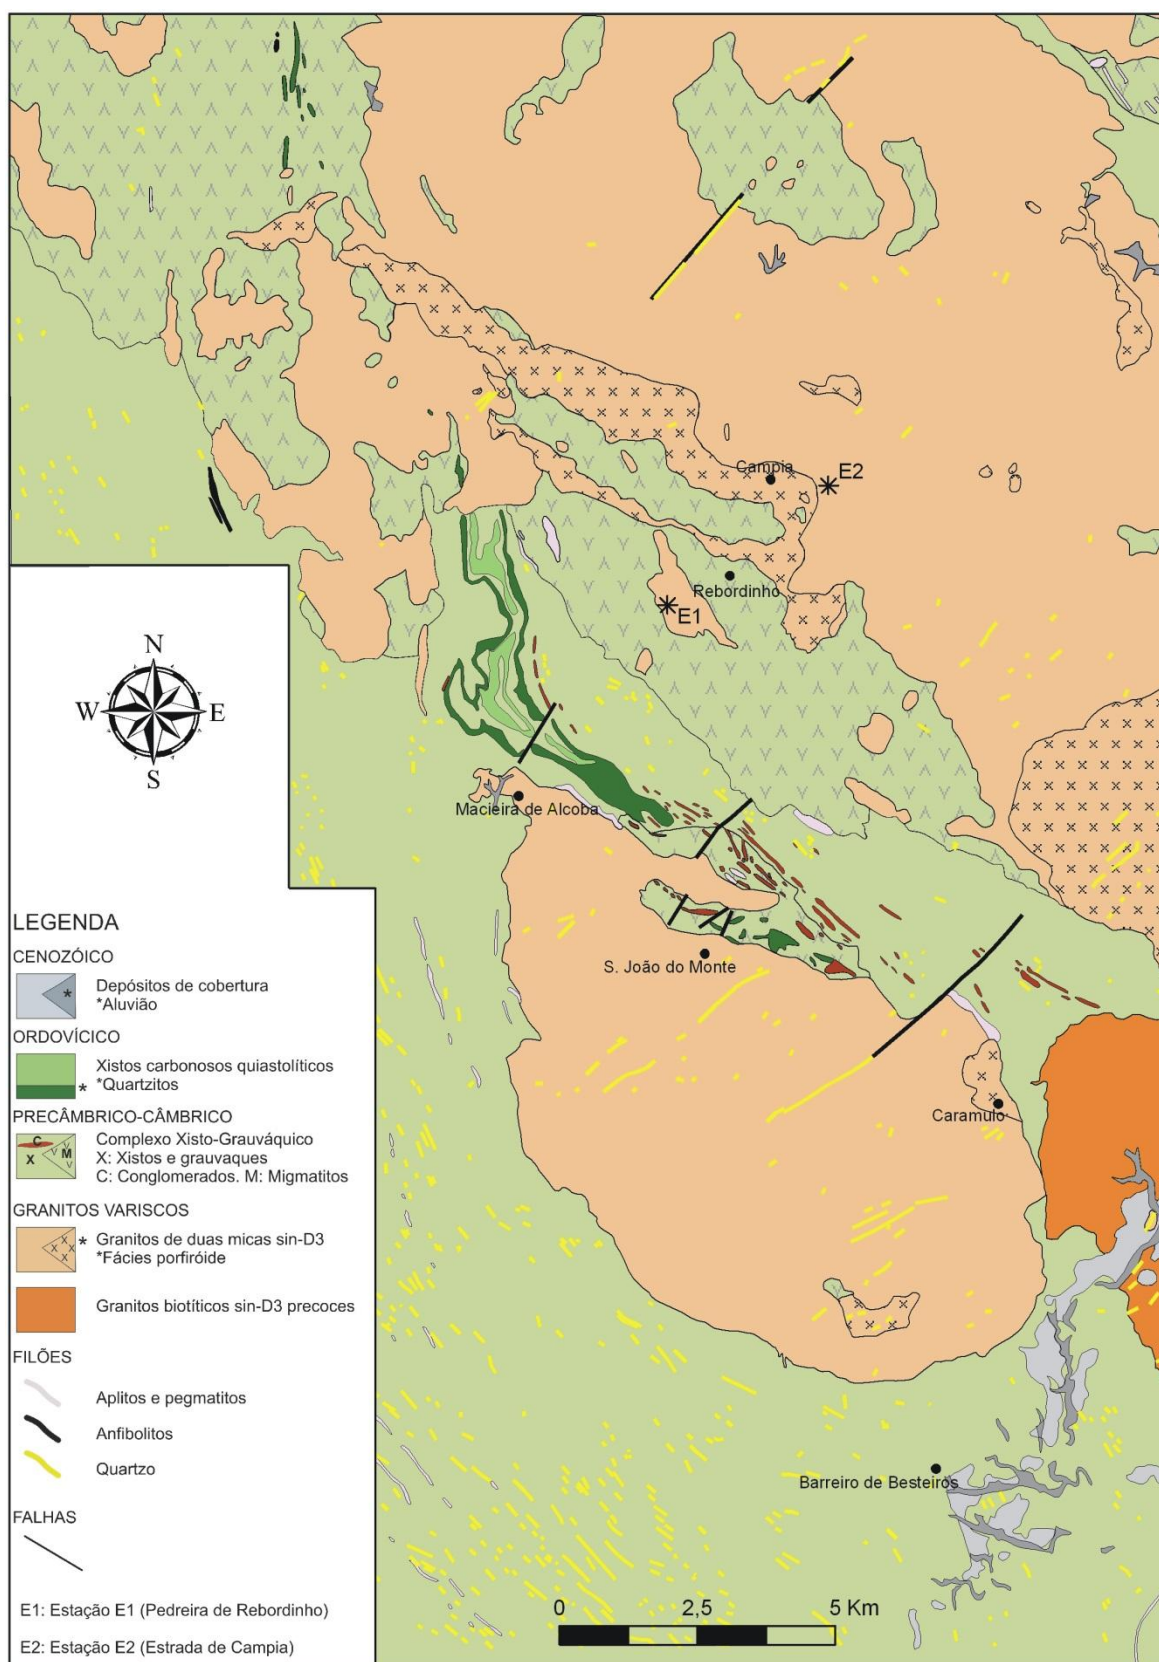 Campia
E2
Rebordinho
E1
N
W
E
S
Macieira de Alcoba
S. João do Monte
Caramulo
Barreiro de Besteiros
LEGENDA
CENOZÓICO
*
Depósitos de cobertura
*Aluvião
ORDOVÍCICO
Xistos carbonosos quiastolíticos
*
*Quartzitos
PRECÂMBRICO-CÂMBRICO
C
X
M
Complexo Xisto-Grauváquico
X: Xistos e grauvaques
C: Conglomerados. M: Migmatitos
GRANITOS VARISCOS
*
Granitos de duas micas sin-D3
*Fácies porfiróide
Granitos biotíticos sin-D3 precoces
FILÕES
Aplitos e pegmatitos
Anfibolitos
Quartzo
FALHAS
E1: Estação E1 (Pedreira de Rebordinho)
E2: Estação E2 (Estrada de Campia)
0 2,5 5 Km